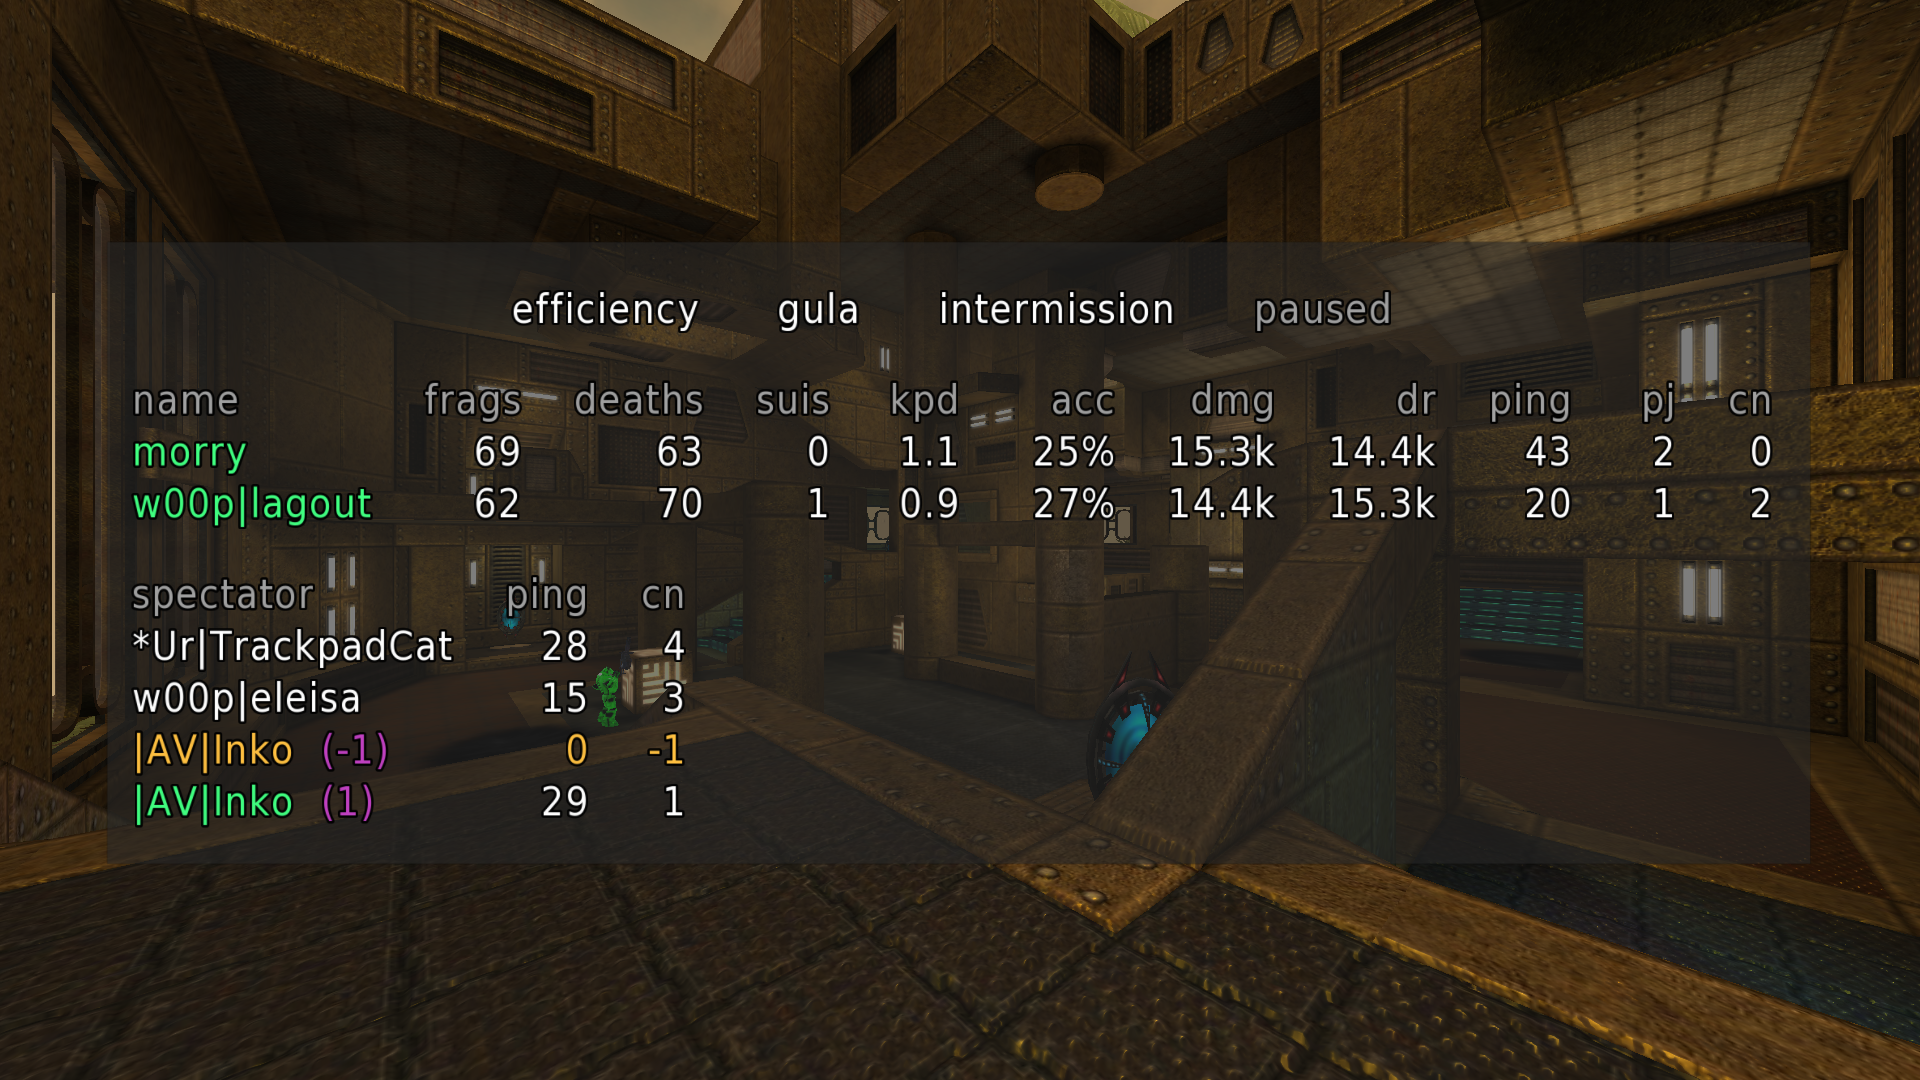 efficiency gula intermission paused
name frags deaths suis kpd acc dmg dr ping pj cn
morry 69 63 0 1.1 25% 15.3k 14.4k 43 2 0
w00p|lagout 62 70 1 0.9 27% 14.4k 15.3k 20 1 2
spectator ping cn
*Ur|TrackpadCat 28 4
w00p|eleisa 15 3
|AV|Inko (-1) 0 -1
|AV|Inko (1) 29 1